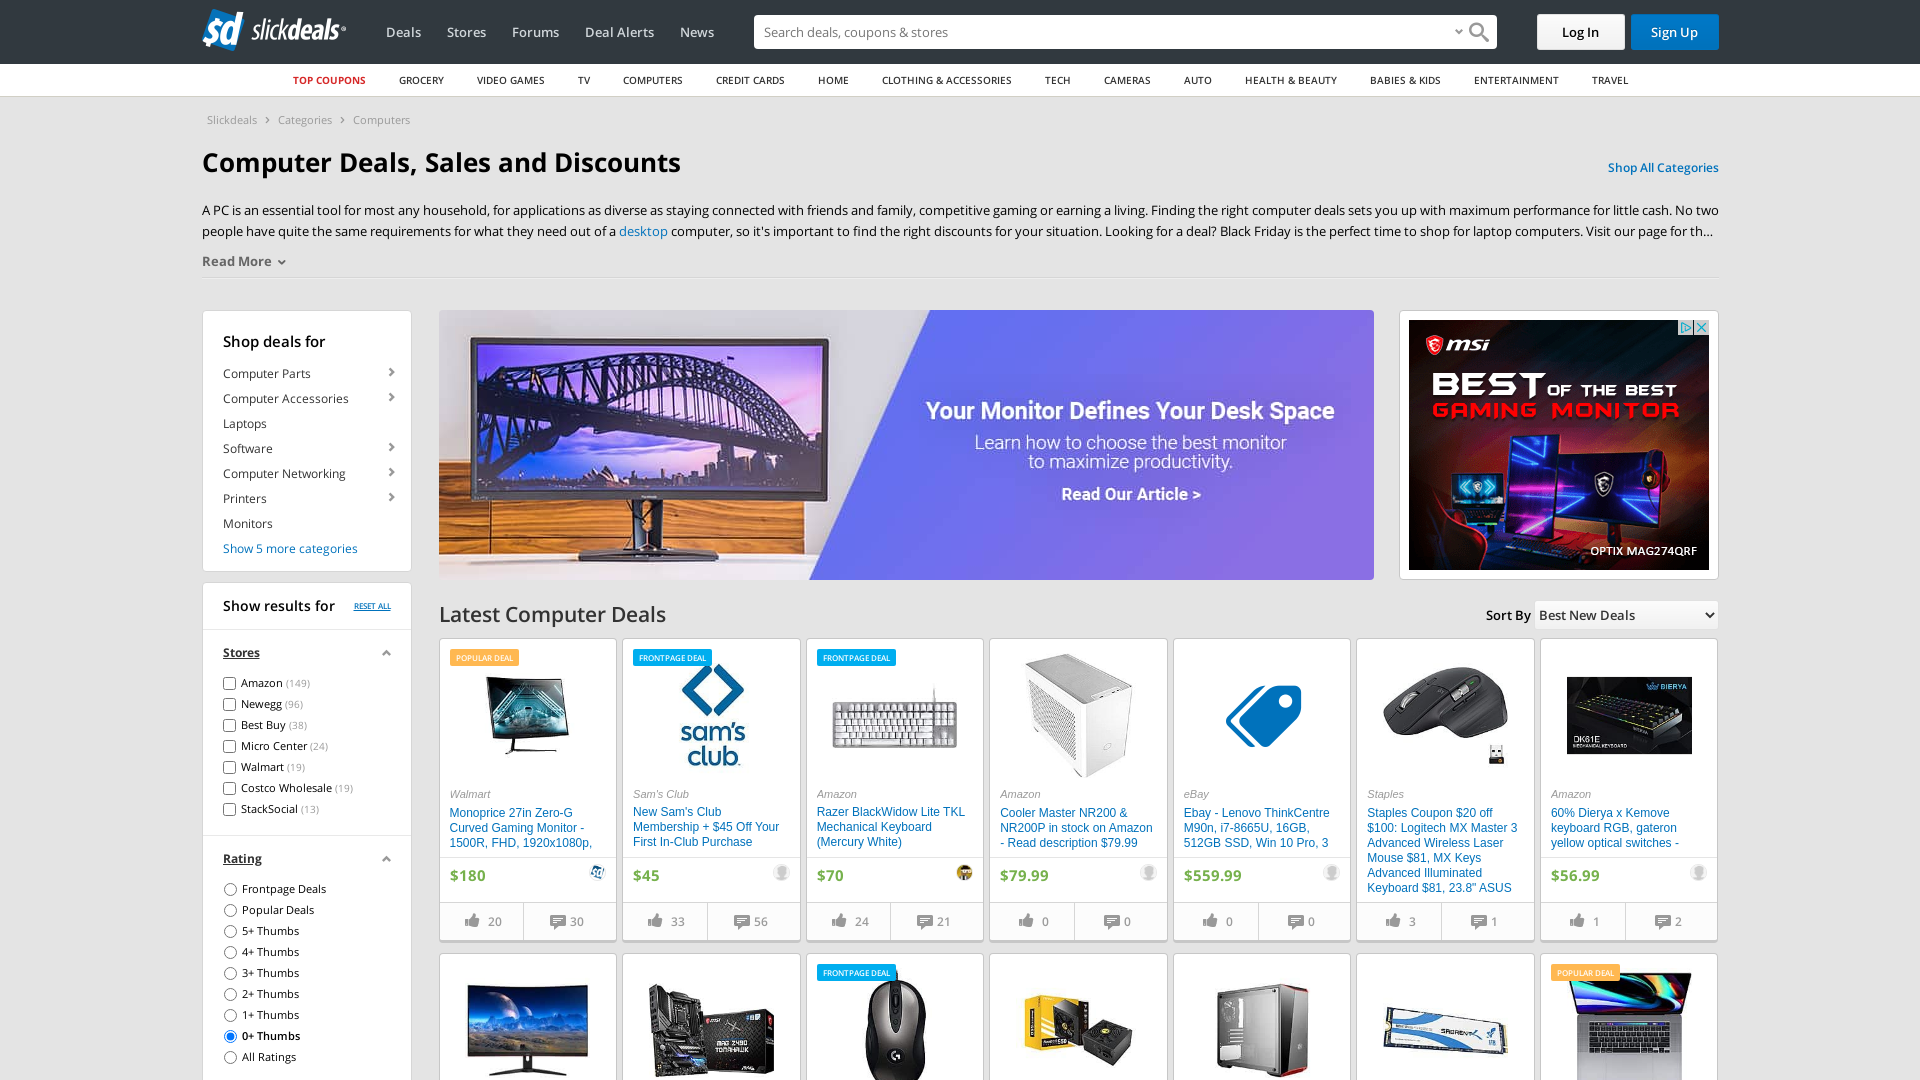 slickdeals
Deals
Stores
Forums
Deal Alerts
News
Search deals, coupons & stores
Log In
Sign Up
TOP COUPONS
GROCERY
VIDEO GAMES
TV
COMPUTERS
CREDIT CARDS
HOME
CLOTHING & ACCESSORIES
TECH
CAMERAS
AUTO
HEALTH & BEAUTY
BABIES & KIDS
ENTERTAINMENT
TRAVEL
Slickdeals > Categories > Computers
Computer Deals, Sales and Discounts
Shop All Categories
A PC is an essential tool for most any household, for applications as diverse as staying connected with friends and family, competitive gaming or earning a living. Finding the right computer deals sets you up with maximum performance for little cash. No two
people have quite the same requirements for what they need out of a desktop computer, so it's important to find the right discounts for your situation. Looking for a deal? Black Friday is the perfect time to shop for laptop computers. Visit our page for th...
Read More
Shop deals for
Computer Parts
Computer Accessories
Laptops
Software
Computer Networking
Printers
Monitors
Show 5 more categories
Your Monitor Defines Your Desk Space
Learn how to choose the best monitor
to maximize productivity.
Read Our Article >
msi
BEST OF THE BEST
GAMING MONITOR
OPTIX MAG274QRF
Show results for
RESET ALL
Stores
Amazon (149)
Newegg (96)
Best Buy (38)
Micro Center (24)
Walmart (19)
Costco Wholesale (19)
StackSocial (13)
Rating
Frontpage Deals
Popular Deals
5+ Thumbs
4+ Thumbs
3+ Thumbs
2+ Thumbs
1+ Thumbs
0+ Thumbs
All Ratings
Latest Computer Deals
Sort By
Best New Deals
POPULAR DEAL
Walmart
Monoprice 27in Zero-G
Curved Gaming Monitor -
1500R, FHD, 1920x1080p,
$180
20
30
FRONTPAGE DEAL
sam's
club
Sam's Club
New Sam's Club
Membership + $45 Off Your
First In-Club Purchase
$45
33
56
FRONTPAGE DEAL
Amazon
Razer BlackWidow Lite TKL
Mechanical Keyboard
(Mercury White)
$70
24
21
Amazon
Cooler Master NR200 &
NR200P in stock on Amazon
- Read description $79.99
$79.99
0
0
eBay
Ebay - Lenovo ThinkCentre
M90n, i7-8665U, 16GB,
512GB SSD, Win 10 Pro, 3
$559.99
0
0
Staples
Staples Coupon $20 off
$100: Logitech MX Master 3
Advanced Wireless Laser
Mouse $81, MX Keys
Advanced Illuminated
Keyboard $81, 23.8" ASUS
3
1
BIERYA
DK61E
MECHANICAL KEYBOARD
Amazon
60% Dierya x Kemove
keyboard RGB, gateron
yellow optical switches -
$56.99
1
2
msi
MAG Z490
TOMAHAWK
FRONTPAGE DEAL
SABRENT
POPULAR DEAL